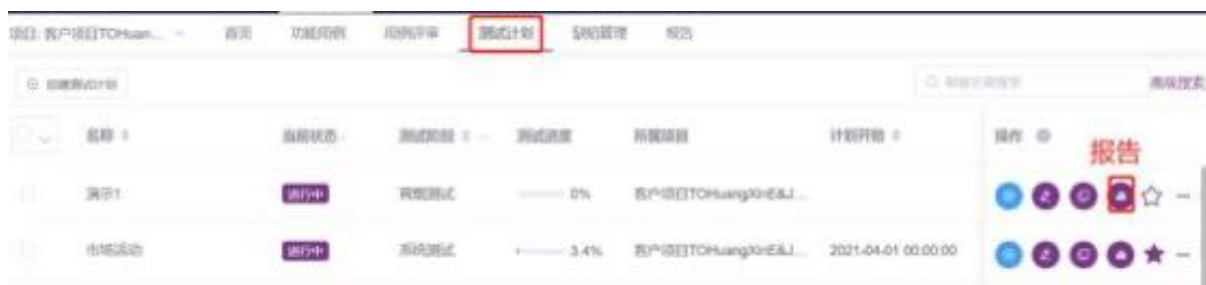 项目: 客户项目TOHuan... 首页 功能用例 用例评审 测试计划 缺陷管理 报告
创建测试计划 高级搜索
名称 当前状态 测试阶段 测试进度 所属项目 计划开始 操作
报告
演示1 进行中 冒烟测试 0% 客户项目TOHuangXinE&J...
市场活动 进行中 系统测试 3.4% 客户项目TOHuangXinE&J... 2021-04-01 00:00:00